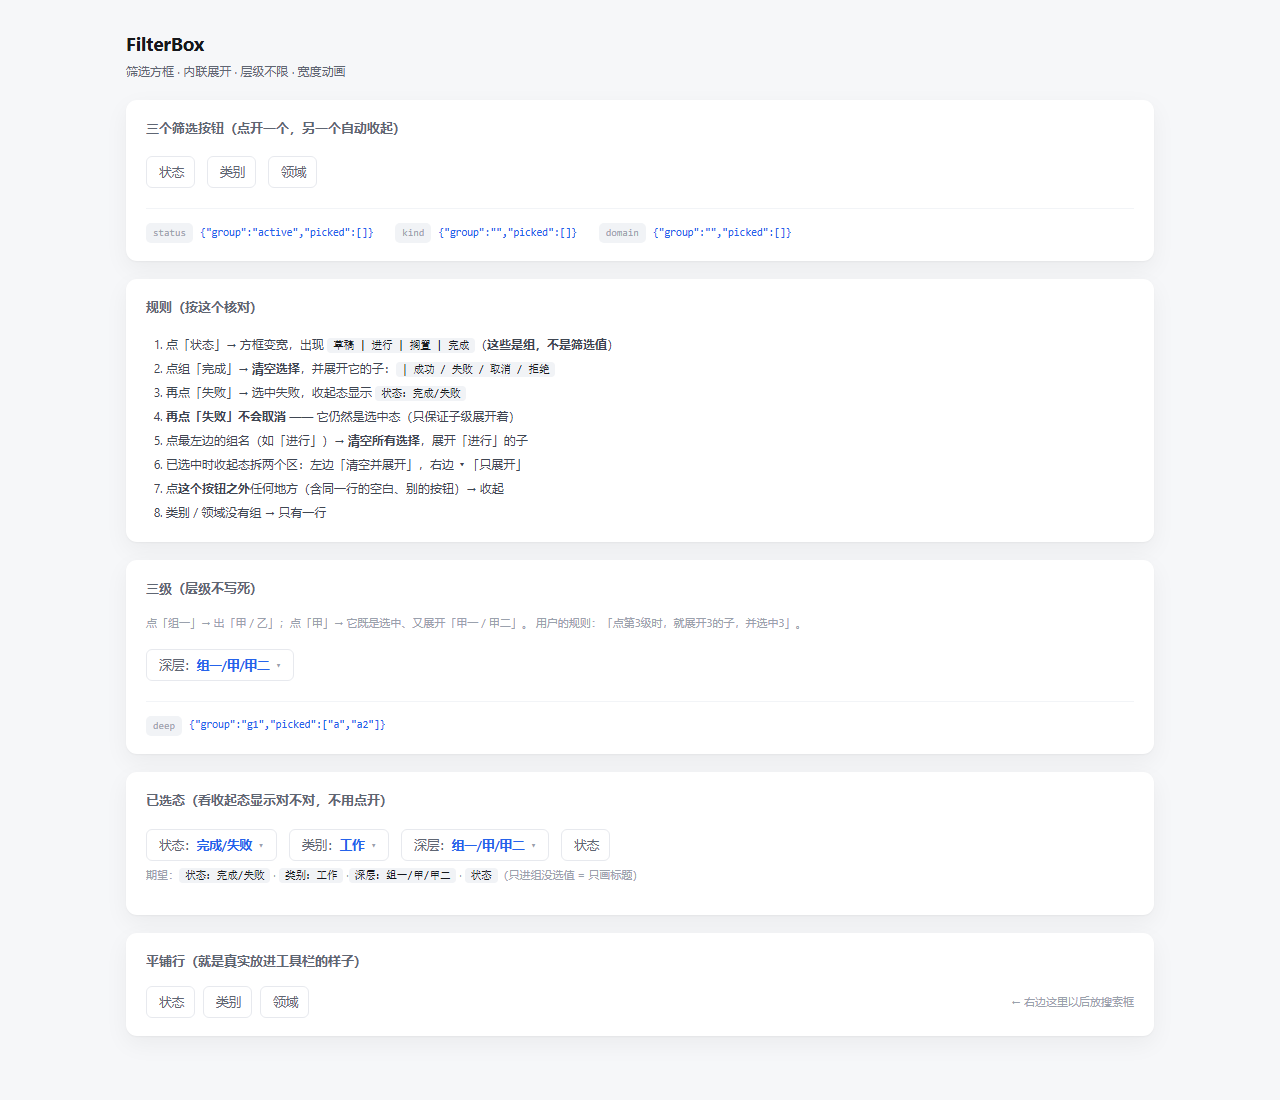 FilterBox
筛选方框 · 内联展开 · 层级不限 · 宽度动画
三个筛选按钮（点开一个，另一个自动收起）
状态 类别 领域
status {"group":"active","picked":[]} kind {"group":"","picked":[]} domain {"group":"","picked":[]}
规则（按这个核对）
1. 点「状态」→ 方框变宽，出现 草稿 | 进行 | 搁置 | 完成 （这些是组，不是筛选值）
2. 点组「完成」→ 清空选择，并展开它的子： | 成功 / 失败 / 取消 / 拒绝
3. 再点「失败」→ 选中失败，收起态显示 状态：完成/失败
4. 再点「失败」不会取消 —— 它仍然是选中态（只保证子级展开着）
5. 点最左边的组名（如「进行」）→ 清空所有选择，展开「进行」的子
6. 已选中时收起态拆两个区：左边「清空并展开」，右边 ▾ 「只展开」
7. 点这个按钮之外任何地方（含同一行的空白、别的按钮）→ 收起
8. 类别 / 领域没有组 → 只有一行
三级（层级不写死）
点「组一」→ 出「甲 / 乙」；点「甲」→ 它既是选中、又展开「甲一 / 甲二」。 用户的规则：「点第3级时，就展开3的子，并选中3」。
深层：组一/甲/甲二 ▾
deep {"group":"g1","picked":["a","a2"]}
已选态（看收起态显示对不对，不用点开）
状态：完成/失败 ▾ 类别：工作 ▾ 深层：组一/甲/甲二 ▾ 状态
期望： 状态：完成/失败 · 类别：工作 · 深层：组一/甲/甲二 · 状态 （只进组没选值 = 只画标题）
平铺行（就是真实放进工具栏的样子）
状态 类别 领域 ← 右边这里以后放搜索框